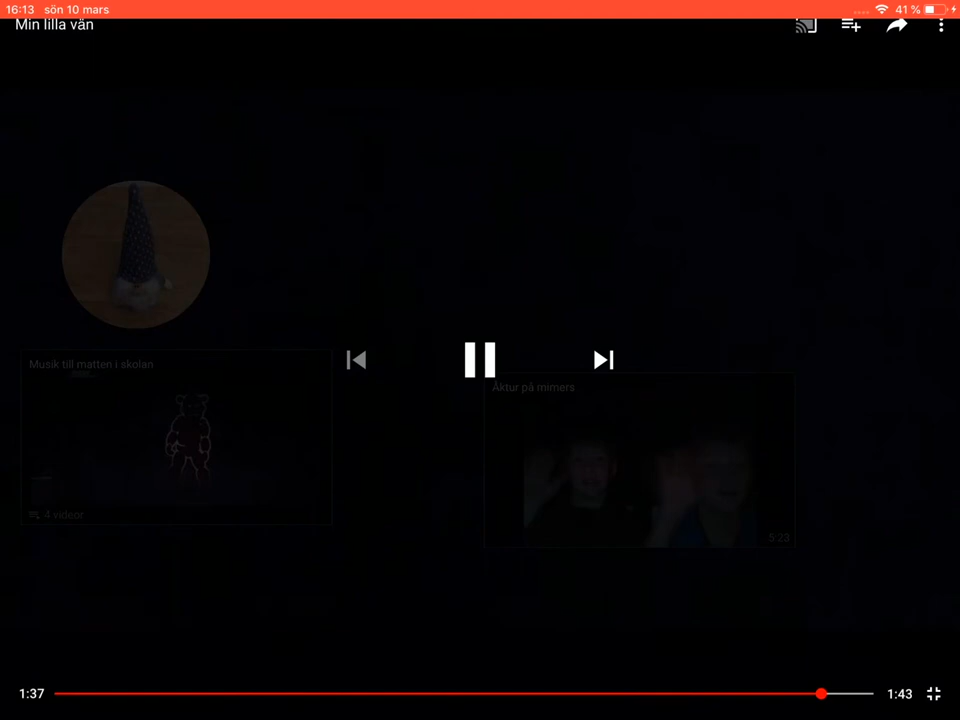 16:13 sön 10 mars
41 %
Min lilla vän
Musik till matten i skolan
4 videor
Åktur på mimers
5:23
1:37
1:43